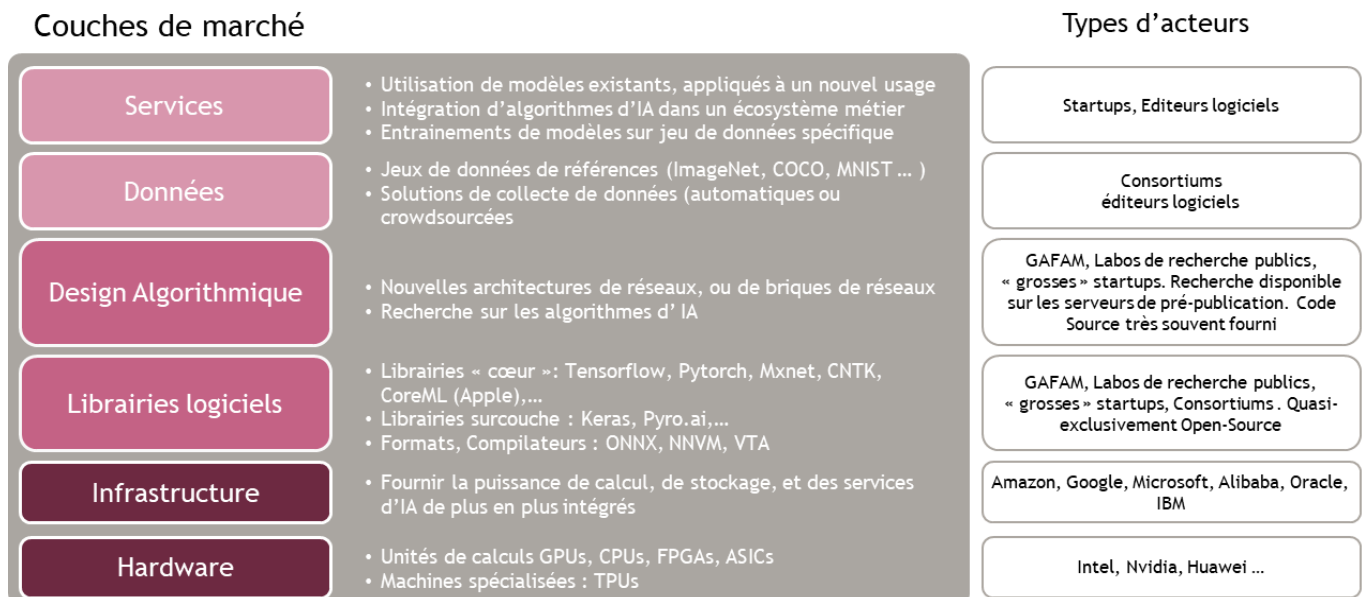 Couches de marché
Types d’acteurs
Services
• Utilisation de modèles existants, appliqués à un nouvel usage
• Intégration d’algorithmes d’IA dans un écosystème métier
• Entrainements de modèles sur jeu de données spécifique
Startups, Editeurs logiciels
Données
• Jeux de données de références (ImageNet, COCO, MNIST … )
• Solutions de collecte de données (automatiques ou
crowdsourcées
Consortiums
éditeurs logiciels
Design Algorithmique
• Nouvelles architectures de réseaux, ou de briques de réseaux
• Recherche sur les algorithmes d’ IA
GAFAM, Labos de recherche publics,
« grosses » startups. Recherche disponible
sur les serveurs de pré-publication. Code
Source très souvent fourni
Librairies logiciels
• Librairies « cœur »: Tensorflow, Pytorch, Mxnet, CNTK,
CoreML (Apple),…
• Librairies surcouche : Keras, Pyro.ai,…
• Formats, Compilateurs : ONNX, NNVM, VTA
GAFAM, Labos de recherche publics,
« grosses » startups, Consortiums . Quasi-
exclusivement Open-Source
Infrastructure
• Fournir la puissance de calcul, de stockage, et des services
d’IA de plus en plus intégrés
Amazon, Google, Microsoft, Alibaba, Oracle,
IBM
Hardware
• Unités de calculs GPUs, CPUs, FPGAs, ASICs
• Machines spécialisées : TPUs
Intel, Nvidia, Huawei …